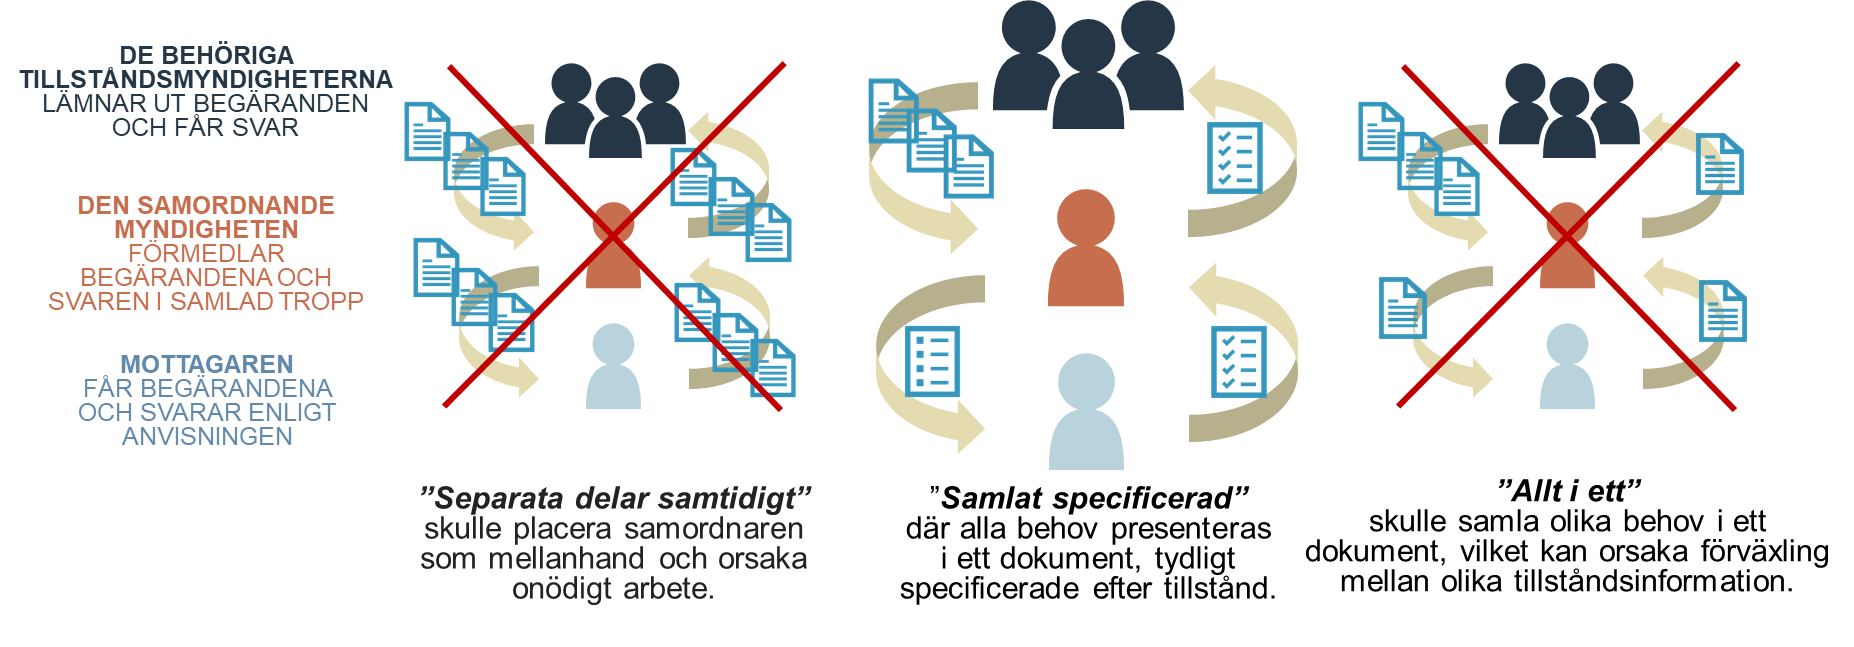 DE BEHÖRIGA
TILLSTÅNDSMYNDIGHETERNA
LÄMNAR UT BEGÄRANDEN
OCH FÅR SVAR
DEN SAMORDNANDE
MYNDIGHETEN
FÖRMEDLAR
BEGÄRANDENA OCH
SVAREN I SAMLAD TROPP
MOTTAGAREN
FÅR BEGÄRANDENA
OCH SVARAR ENLIGT
ANVISNINGEN
”Separata delar samtidigt”
skulle placera samordnaren
som mellanhand och orsaka
onödigt arbete.
”Samlat specificerad”
där alla behov presenteras
i ett dokument, tydligt
specificerade efter tillstånd.
”Allt i ett”
skulle samla olika behov i ett
dokument, vilket kan orsaka förväxling
mellan olika tillståndsinformation.